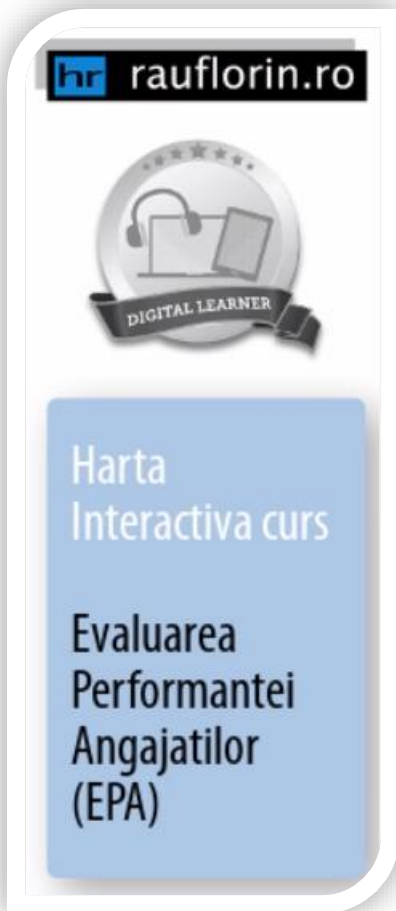 hr rauflorin.ro
DIGITAL LEARNER
Harta
Interactiva curs
Evaluarea
Performantei
Angajatilor
(EPA)